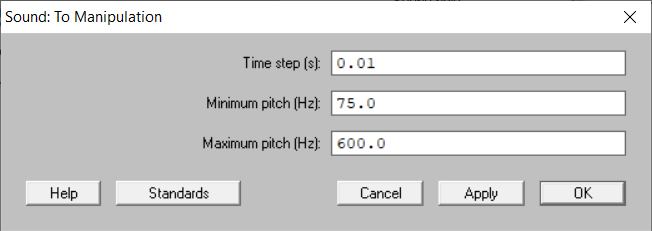 Sound: To Manipulation
Time step (s): 0.01
Minimum pitch (Hz): 75.0
Maximum pitch (Hz): 600.0
Help Standards Cancel Apply OK